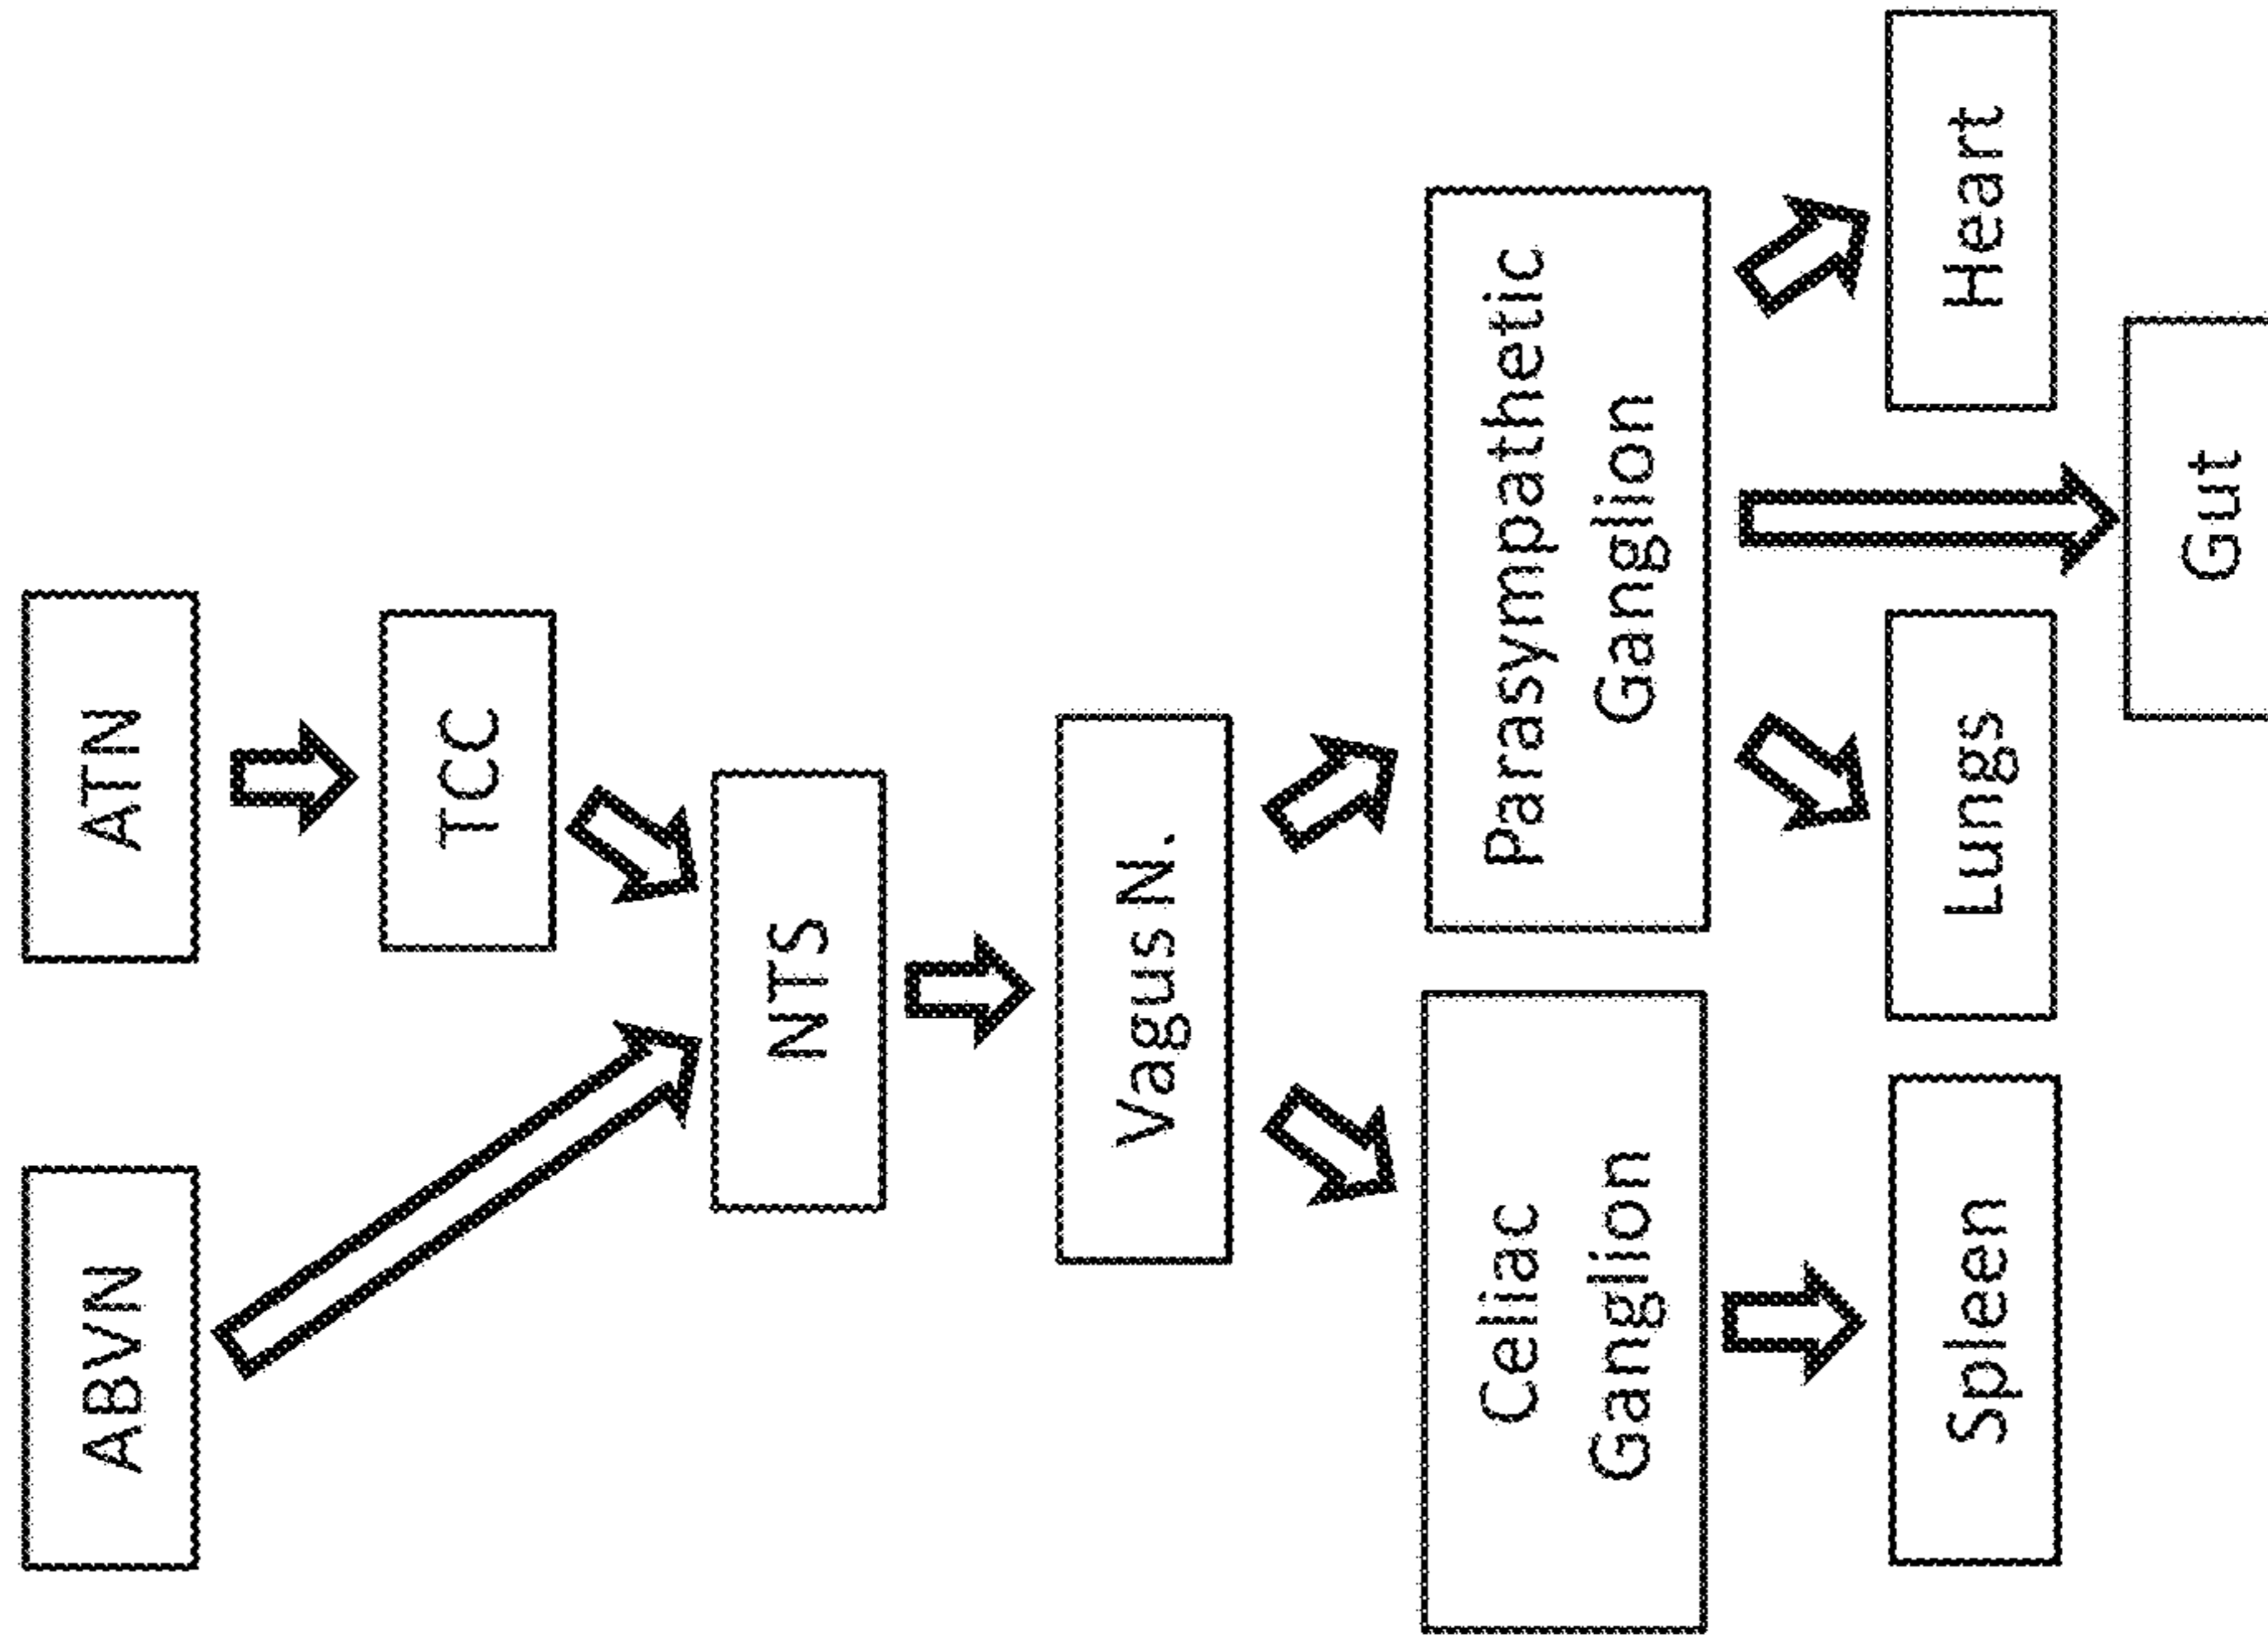 ABVN
ATN
TCC
NTS
Vagus N.
Celiac
Ganglion
Parasympathetic
Ganglion
Spleen
Lungs
Heart
Gut